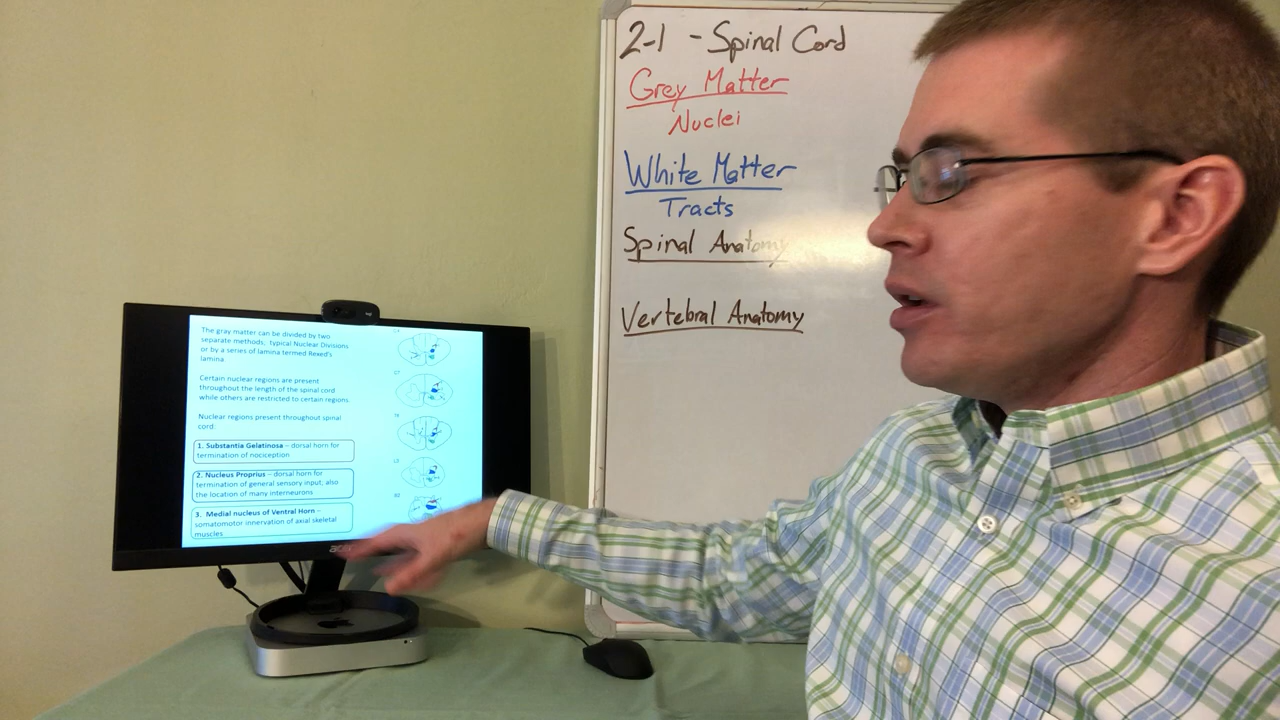 2-1 - Spinal Cord
Grey Matter
Nuclei
White Matter
Tracts
Spinal Anatomy
Vertebral Anatomy
The gray matter can be divided by two
separate methods; typical Nuclear Divisions
or by a series of lamina termed Rexed's
lamina
Certain nuclear regions are present
throughout the length of the spinal cord
while others are restricted to certain regions.
Nuclear regions present throughout spinal
cord.
1. Substantia Gelatinosa – dorsal horn for
termination of nociception
2. Nucleus Proprius – dorsal horn for
termination of general sensory input; also
the location of many interneurons
3. Medial nucleus of Ventral Horn –
somatomotor innervation of axial skeletal
muscles
acer